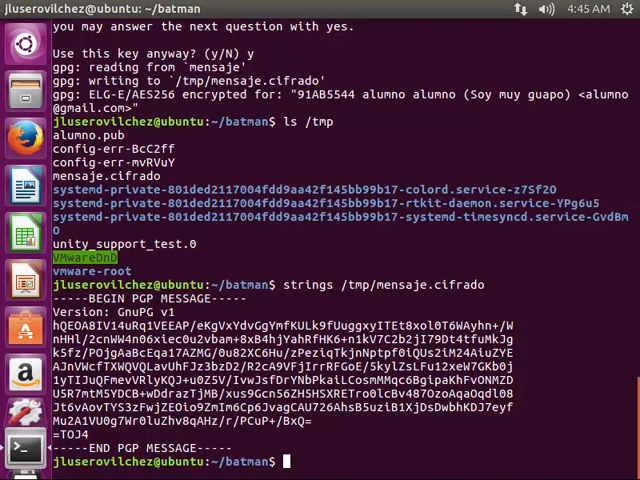 jluserovilchez@ubuntu: ~/batman
4:45 AM
you may answer the next question with yes.
Use this key anyway? (y/N) y
gpg: reading from `mensaje'
gpg: writing to `/tmp/mensaje.cifrado'
gpg: ELG-E/AES256 encrypted for: "91AB5544 alumno alumno (Soy muy guapo) <alumno
@gmail.com>"
jluserovilchez@ubuntu:~/batman$ ls /tmp
alumno.pub
config-err-BcC2ff
config-err-mvRVuY
mensaje.cifrado
systemd-private-801ded2117004fdd9aa42f145bb99b17-colord.service-z7Sf2O
systemd-private-801ded2117004fdd9aa42f145bb99b17-rtkit-daemon.service-YPg6u5
systemd-private-801ded2117004fdd9aa42f145bb99b17-systemd-timesyncd.service-GvdBm
O
unity_support_test.0
VMwareDnD
vmware-root
jluserovilchez@ubuntu:~/batman$ strings /tmp/mensaje.cifrado
-----BEGIN PGP MESSAGE-----
Version: GnuPG v1
hQEOA8IV14uRq1VEEAP/eKgVxYdvGgYmfKULk9fUuggxyITEt8xol0T6WAyhn+/W
nHHl/2cnWW4n06xiec0u2vbam+8xB4hjYahRfHK6+n1kV7C2b2jI79Dt4tfuMkJg
k5fz/POJgAaBcEqa17AZMG/0u82XC6Hu/zPeziqTkjnNptpf0iQUs2iM24AiuZYE
AJnVWcfTXWQVQLavUhFJz3bzD2/R2cA9VFjIrrRFGoE/5kylZsLFu12xeW7GKb0j
1yTIJuQFmevVRlyKQJ+u0Z5V/IvwJsfDrYNbPkaiLCosmMMqc6BgipaKhFvONMZD
U5R7mtM5YDCB+wDdrazTjMB/xus9Gcn56ZH5HSXRETro0lcBv487OzoAqaOqdl08
Jt6vAovTYS3zFwjZEOio9ZmIm6Cp6JvagCAU726AhsB5uziB1XjDsDwbhKDJ7eyf
Mu2A1VU0g7Wr0luZhv8qAHz/r/PCuP+/BxQ=
=TOJ4
-----END PGP MESSAGE-----
jluserovilchez@ubuntu:~/batman$